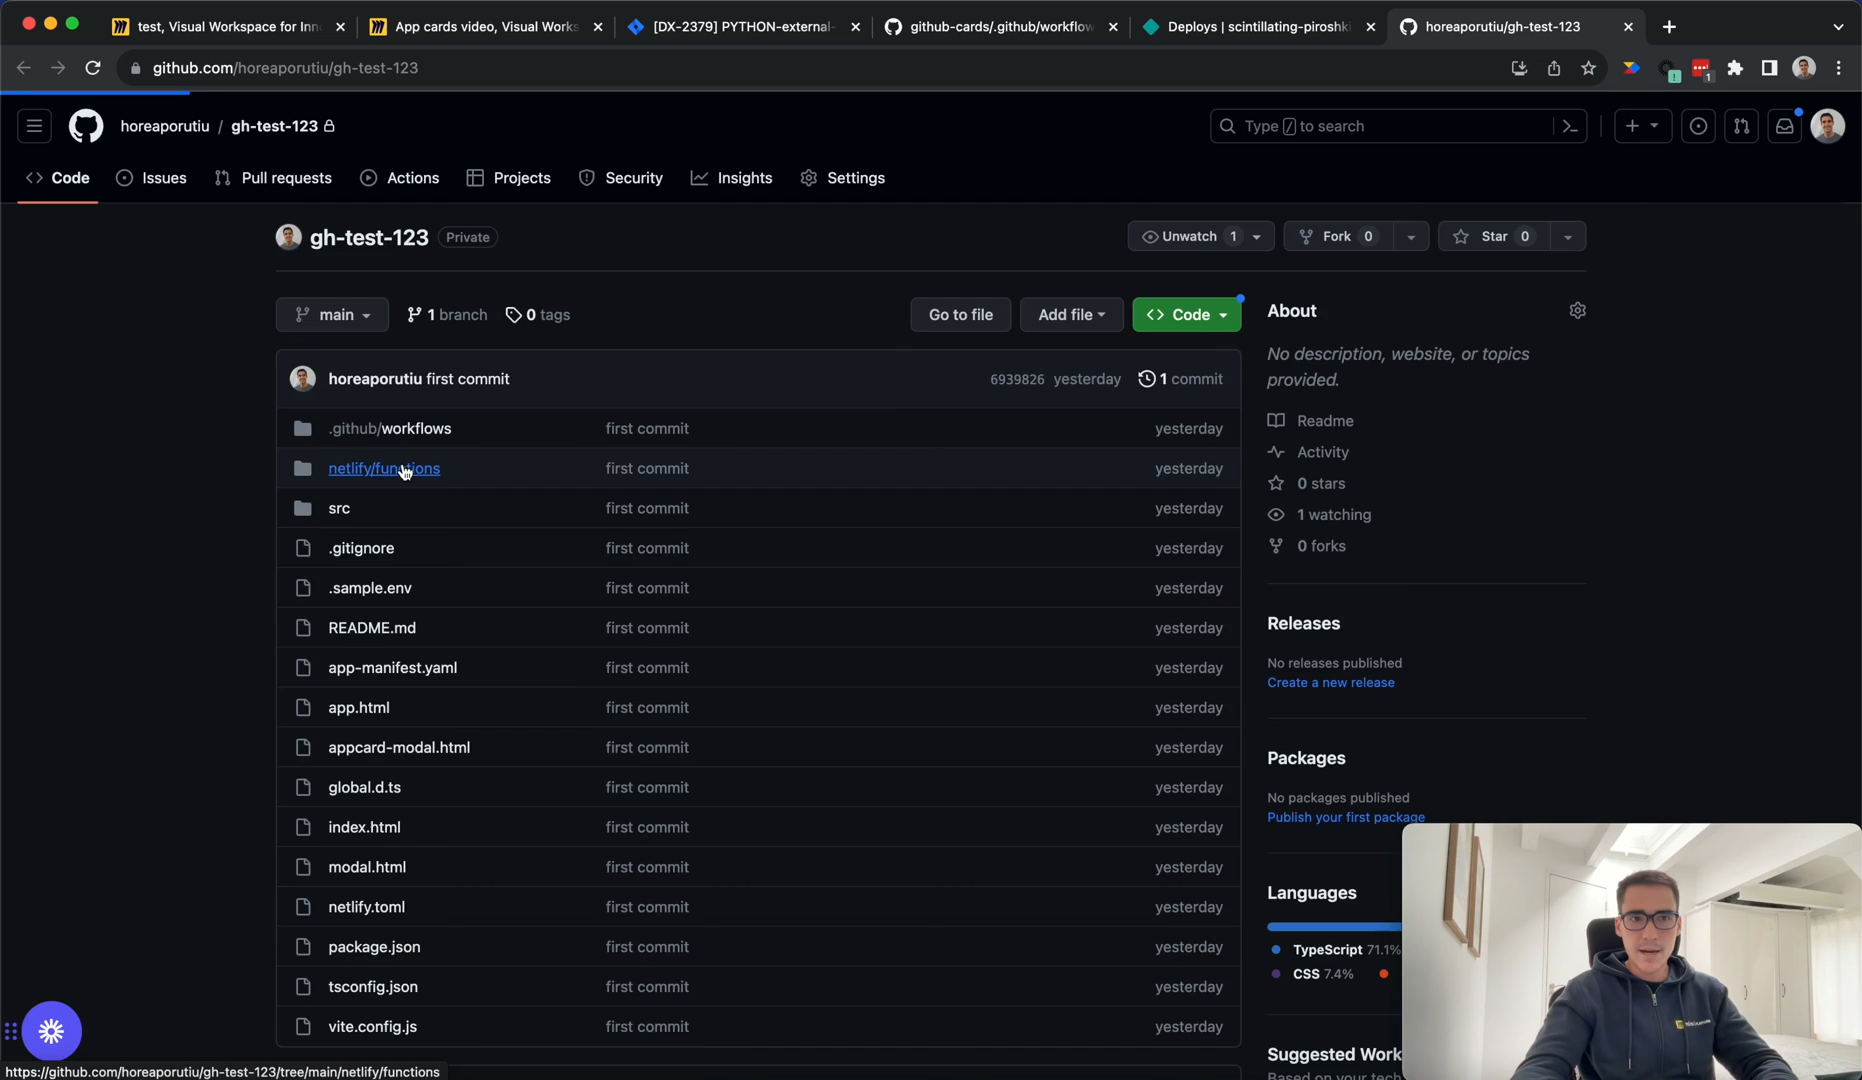 test, Visual Workspace for Inn
App cards video, Visual Works
[DX-2379] PYTHON-external-
github-cards/.github/workflow
Deploys | scintillating-piroshki
horeaporutiu/gh-test-123
github.com/horeaporutiu/gh-test-123
1
horeaporutiu / gh-test-123
Type / to search
Code
Issues
Pull requests
Actions
Projects
Security
Insights
Settings
gh-test-123 Private
Unwatch 1
Fork 0
Star 0
main
1 branch
0 tags
Go to file
Add file
Code
horeaporutiu first commit
6939826 yesterday
1 commit
.github/workflows first commit yesterday
netlify/functions first commit yesterday
src first commit yesterday
.gitignore first commit yesterday
.sample.env first commit yesterday
README.md first commit yesterday
app-manifest.yaml first commit yesterday
app.html first commit yesterday
appcard-modal.html first commit yesterday
global.d.ts first commit yesterday
index.html first commit yesterday
modal.html first commit yesterday
netlify.toml first commit yesterday
package.json first commit yesterday
tsconfig.json first commit yesterday
vite.config.js first commit yesterday
About
No description, website, or topics
provided.
Readme
Activity
0 stars
1 watching
0 forks
Releases
No releases published
Create a new release
Packages
No packages published
Publish your first package
Languages
TypeScript 71.1%
CSS 7.4%
Suggested Work
Based on your tech
https://github.com/horeaporutiu/gh-test-123/tree/main/netlify/functions